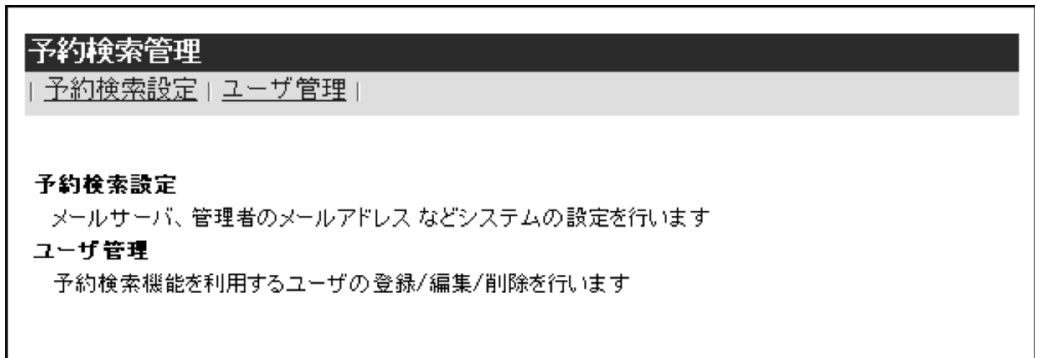 予約検索管理
| 予約検索設定 | ユーザ管理 |
予約検索設定
メールサーバ、管理者のメールアドレス などシステムの設定を行います
ユーザ管理
予約検索機能を利用するユーザの登録/編集/削除を行います